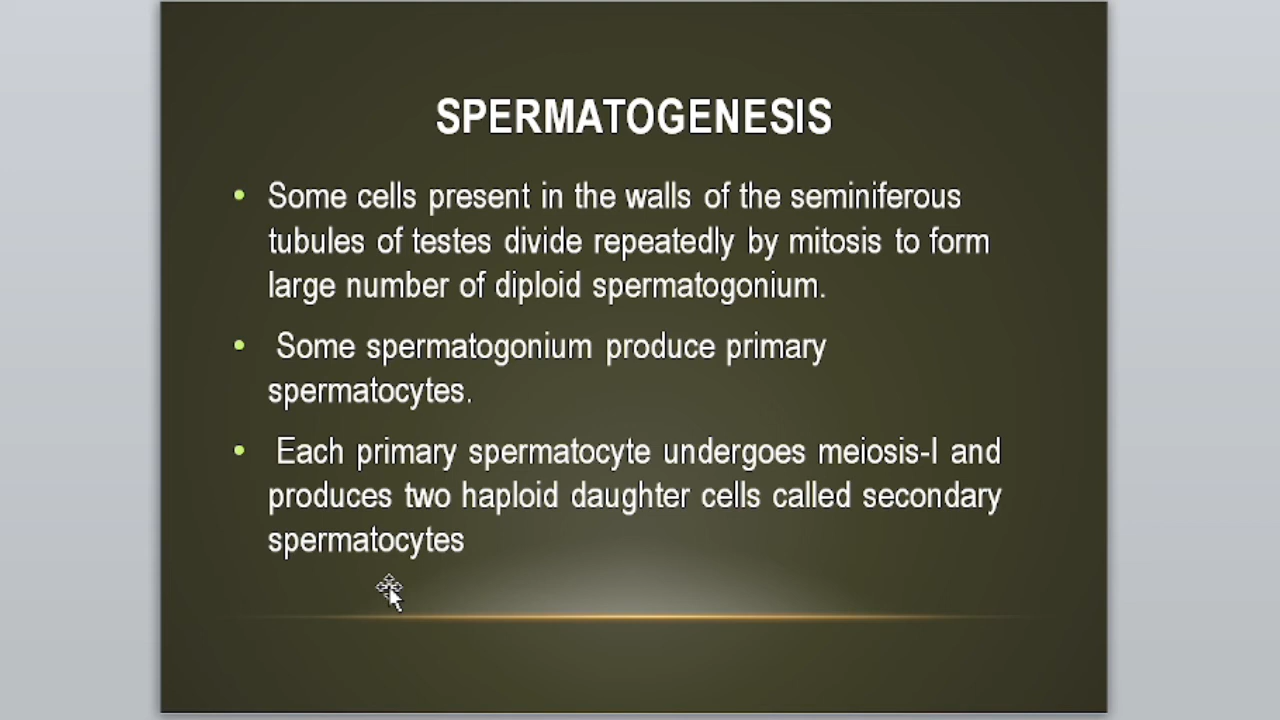 SPERMATOGENESIS
• Some cells present in the walls of the seminiferous
tubules of testes divide repeatedly by mitosis to form
large number of diploid spermatogonium.
• Some spermatogonium produce primary
spermatocytes.
• Each primary spermatocyte undergoes meiosis-I and
produces two haploid daughter cells called secondary
spermatocytes